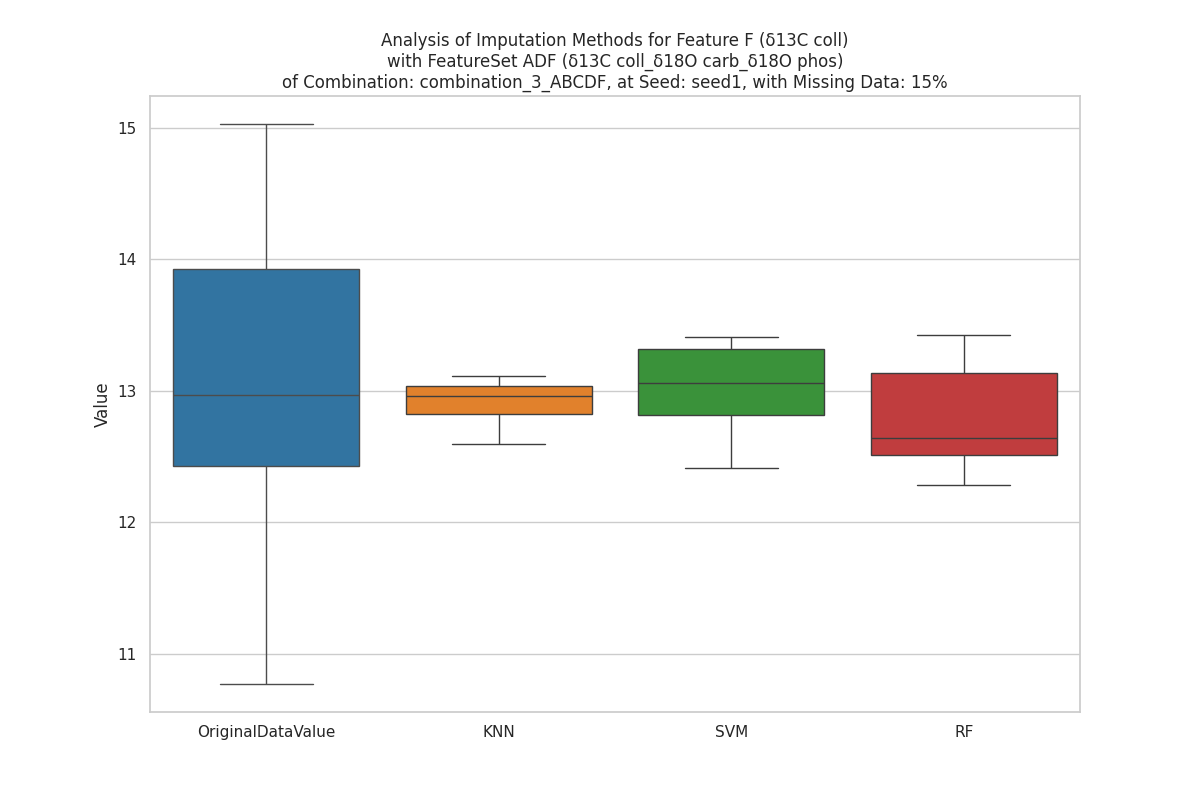 Analysis of Imputation Methods for Feature F (δ13C coll)
with FeatureSet ADF (δ13C coll_δ18O carb_δ18O phos)
of Combination: combination_3_ABCDF, at Seed: seed1, with Missing Data: 15%
15
14
13
12
11
Value
OriginalDataValue
KNN
SVM
RF